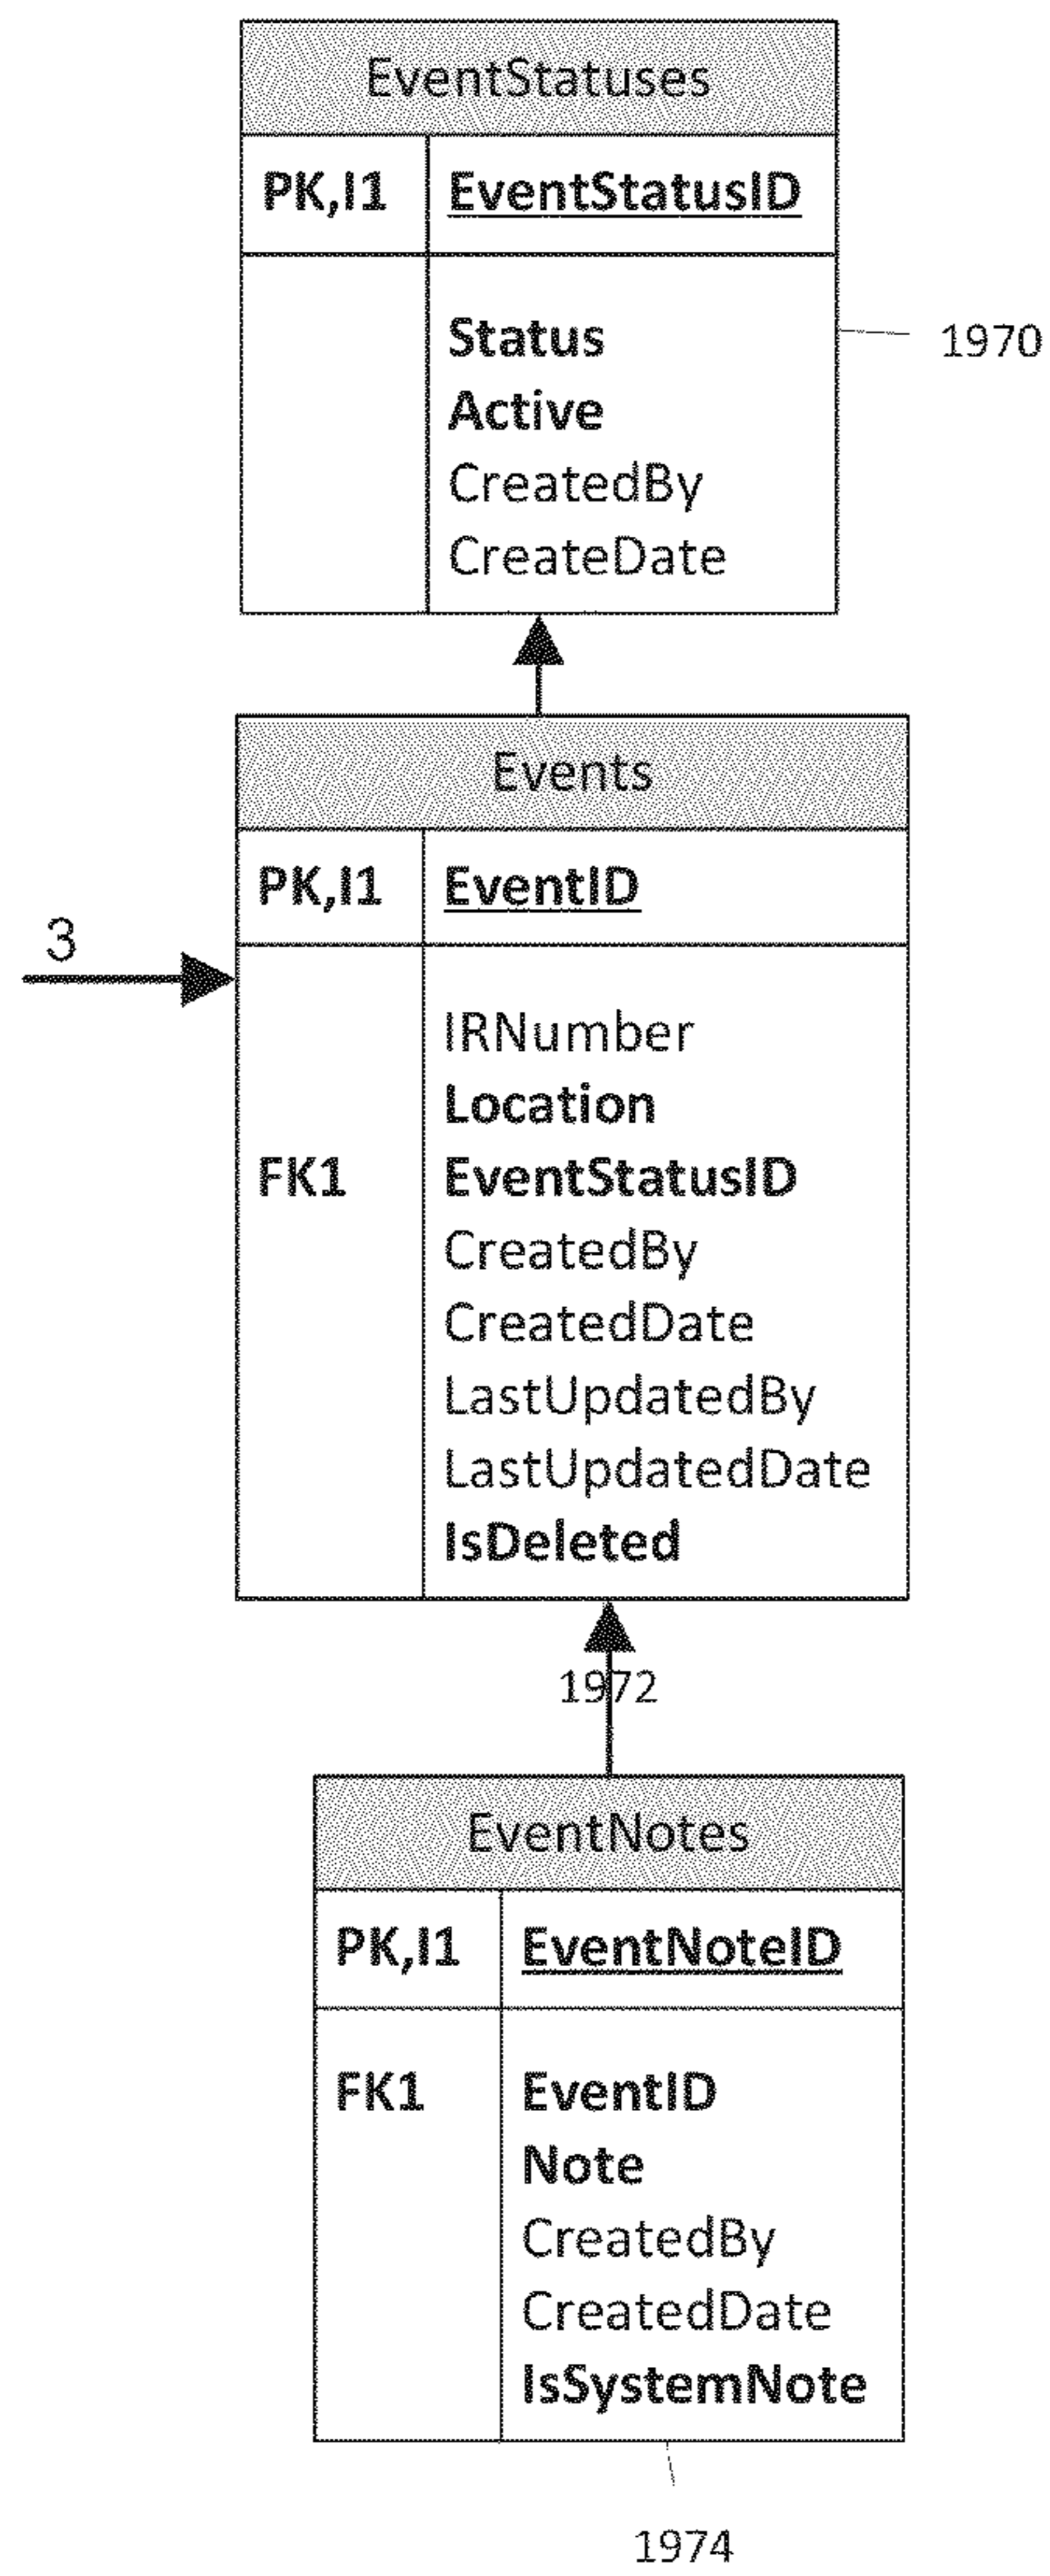 EventStatuses
PK,I1 EventStatusID
Status
1970
Active
CreatedBy
CreateDate
Events
PK,I1 EventID
3
IRNumber
Location
FK1 EventStatusID
CreatedBy
CreatedDate
LastUpdatedBy
LastUpdatedDate
IsDeleted
1972
EventNotes
PK,I1 EventNoteID
FK1 EventID
Note
CreatedBy
CreatedDate
IsSystemNote
1974